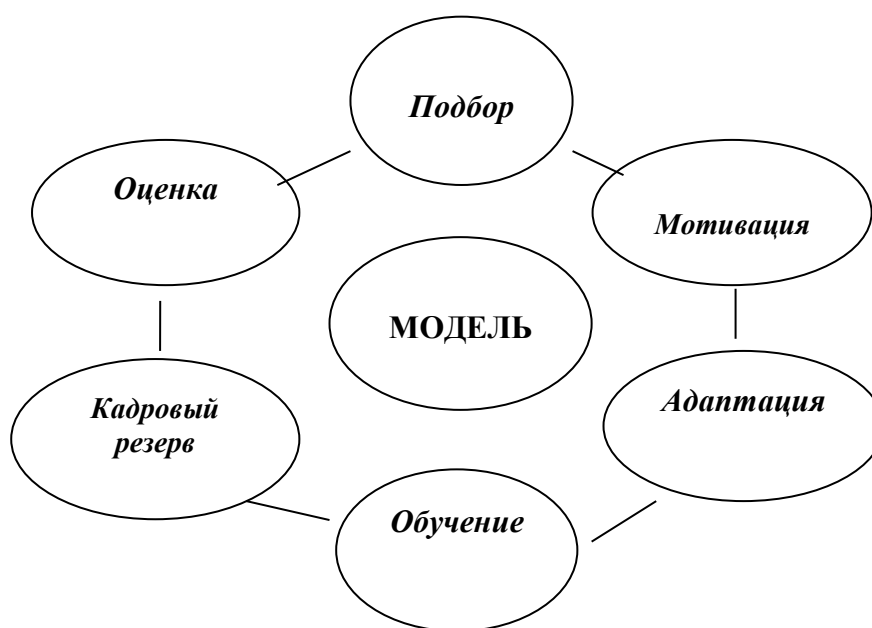 Подбор
Оценка
Мотивация
МОДЕЛЬ
Адаптация
Кадровый
резерв
Обучение